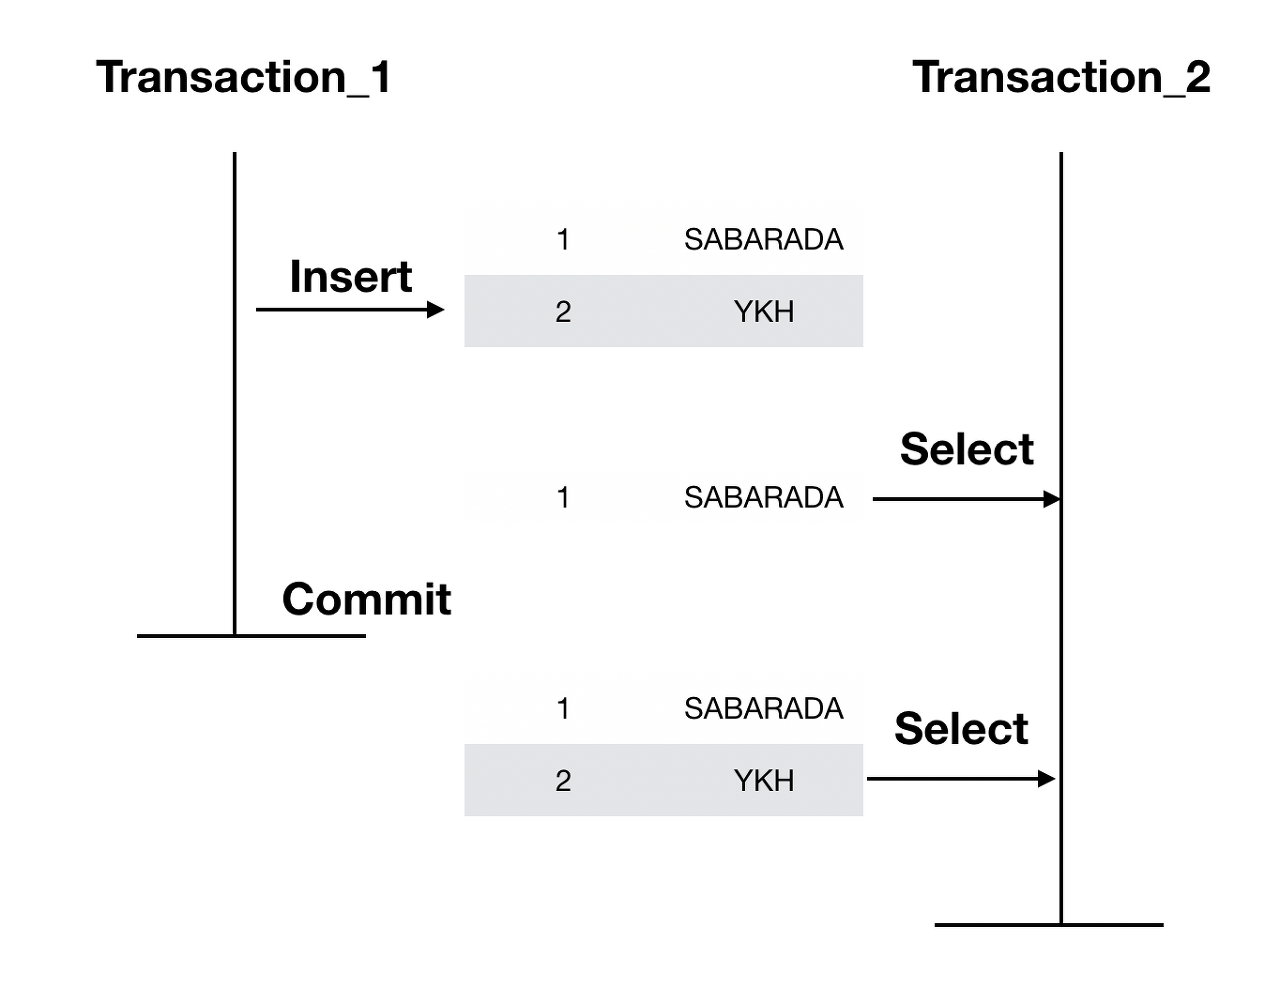 Transaction_1 Transaction_2
1 SABARADA
Insert
2 YKH
Select
1 SABARADA
Commit
1 SABARADA
Select
2 YKH